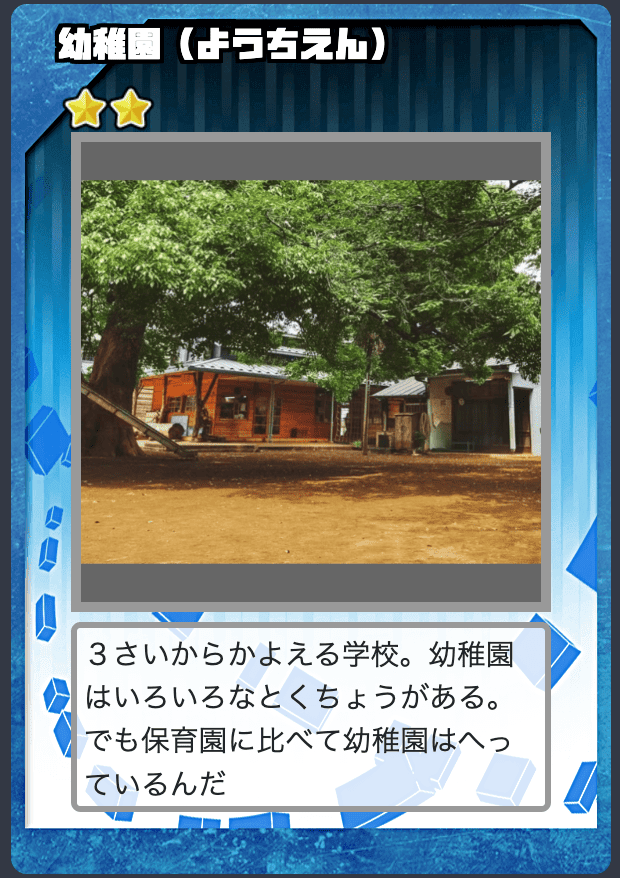 幼稚園（ようちえん）
３さいからかよえる学校。幼稚園
はいろいろなとくちょうがある。
でも保育園に比べて幼稚園はへっ
ているんだ